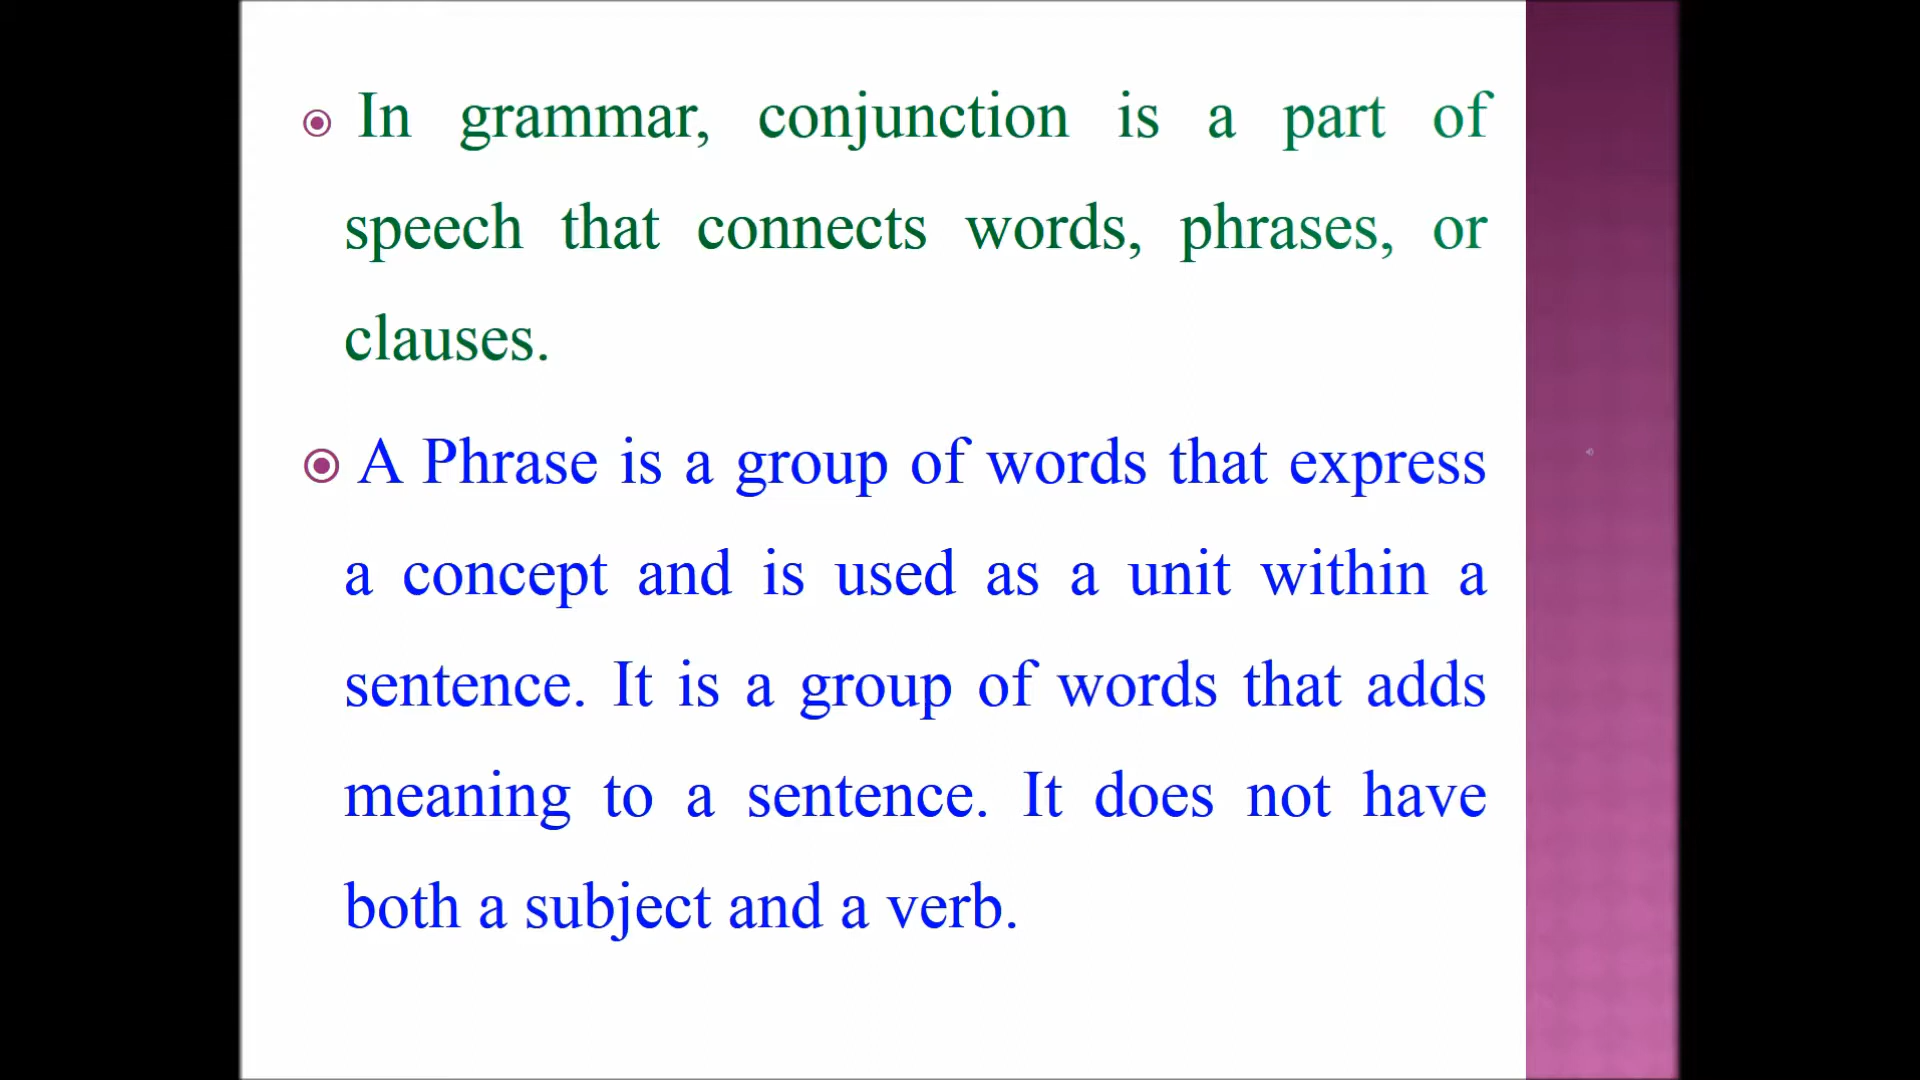 In grammar, conjunction is a part of
speech that connects words, phrases, or
clauses.
A Phrase is a group of words that express
a concept and is used as a unit within a
sentence. It is a group of words that adds
meaning to a sentence. It does not have
both a subject and a verb.